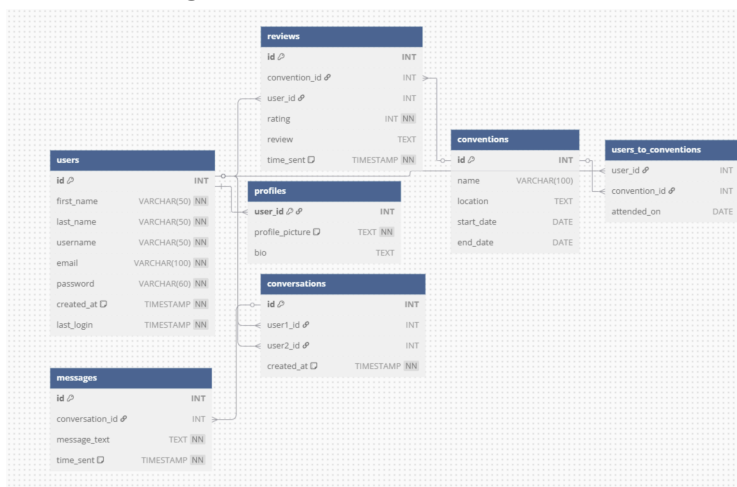 reviews
id INT
convention_id INT
user_id INT
rating INT NN
review TEXT
time_sent TIMESTAMP NN
users
id INT
first_name VARCHAR(50) NN
last_name VARCHAR(50) NN
username VARCHAR(50) NN
email VARCHAR(100) NN
password VARCHAR(60) NN
created_at TIMESTAMP NN
last_login TIMESTAMP NN
profiles
user_id INT
profile_picture TEXT NN
bio TEXT
conventions
id INT
name VARCHAR(100)
location TEXT
start_date DATE
end_date DATE
users_to_conventions
user_id INT
convention_id INT
attended_on DATE
conversations
id INT
user1_id INT
user2_id INT
created_at TIMESTAMP NN
messages
id INT
conversation_id INT
message_text TEXT NN
time_sent TIMESTAMP NN